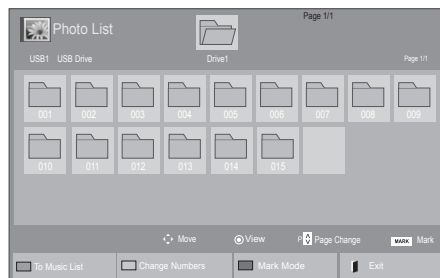 Photo List
Page 1/1
USB1 USB Drive
Drive1
Page 1/1
001 002 003 004 005 006 007 008 009
010 011 012 013 014 015
Move View P Page Change MARK Mark
To Music List Change Numbers Mark Mode Exit